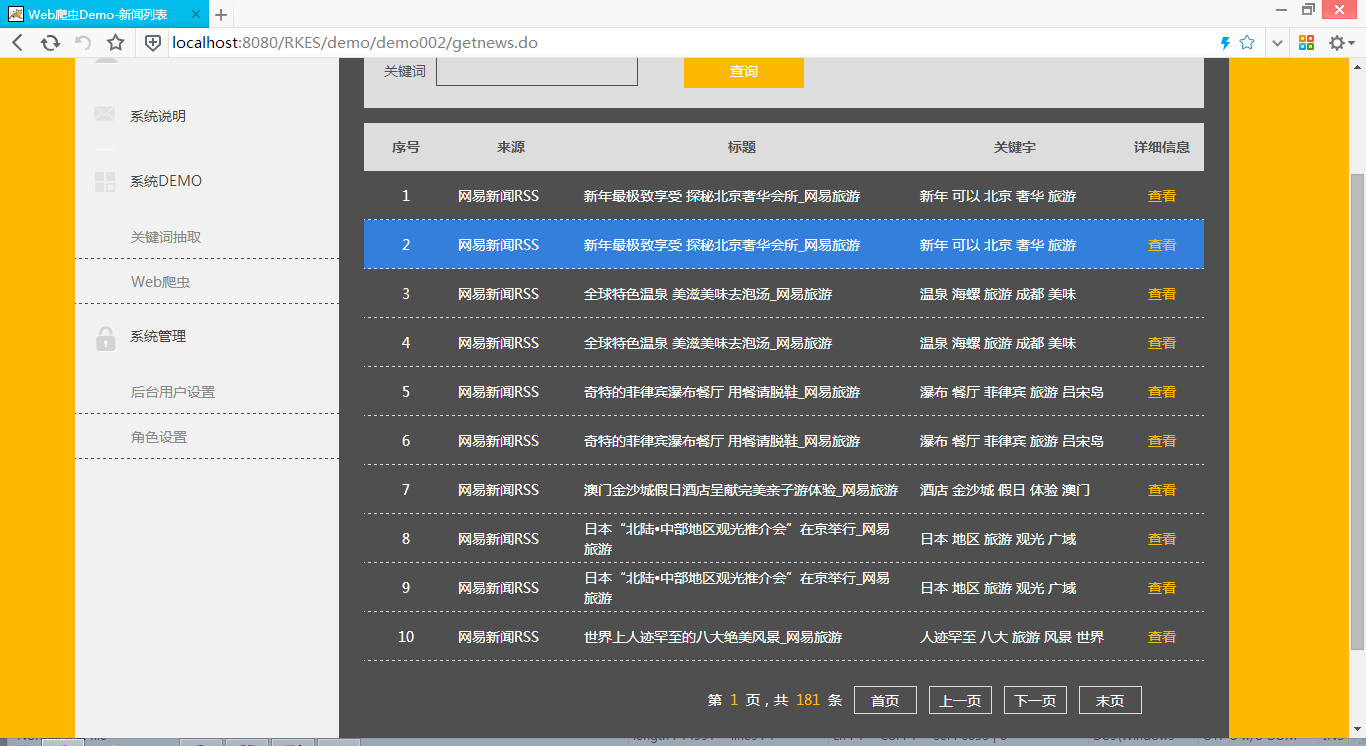 Web爬虫Demo-新闻列表
localhost:8080/RKES/demo/demo002/getnews.do
关键词 查询
系统说明
系统DEMO
关键词抽取
Web爬虫
系统管理
后台用户设置
角色设置
序号 来源 标题 关键字 详细信息
1 网易新闻RSS 新年最极致享受 探秘北京奢华会所_网易旅游 新年 可以 北京 奢华 旅游 查看
2 网易新闻RSS 新年最极致享受 探秘北京奢华会所_网易旅游 新年 可以 北京 奢华 旅游 查看
3 网易新闻RSS 全球特色温泉 美滋美味去泡汤_网易旅游 温泉 海螺 旅游 成都 美味 查看
4 网易新闻RSS 全球特色温泉 美滋美味去泡汤_网易旅游 温泉 海螺 旅游 成都 美味 查看
5 网易新闻RSS 奇特的菲律宾瀑布餐厅 用餐请脱鞋_网易旅游 瀑布 餐厅 菲律宾 旅游 吕宋岛 查看
6 网易新闻RSS 奇特的菲律宾瀑布餐厅 用餐请脱鞋_网易旅游 瀑布 餐厅 菲律宾 旅游 吕宋岛 查看
7 网易新闻RSS 澳门金沙城假日酒店呈献完美亲子游体验_网易旅游 酒店 金沙城 假日 体验 澳门 查看
8 网易新闻RSS 日本“北陆•中部地区观光推介会”在京举行_网易
旅游 日本 地区 旅游 观光 广域 查看
9 网易新闻RSS 日本“北陆•中部地区观光推介会”在京举行_网易
旅游 日本 地区 旅游 观光 广域 查看
10 网易新闻RSS 世界上人迹罕至的八大绝美风景_网易旅游 人迹罕至 八大 旅游 风景 世界 查看
第 1 页 , 共 181 条 首页 上一页 下一页 末页